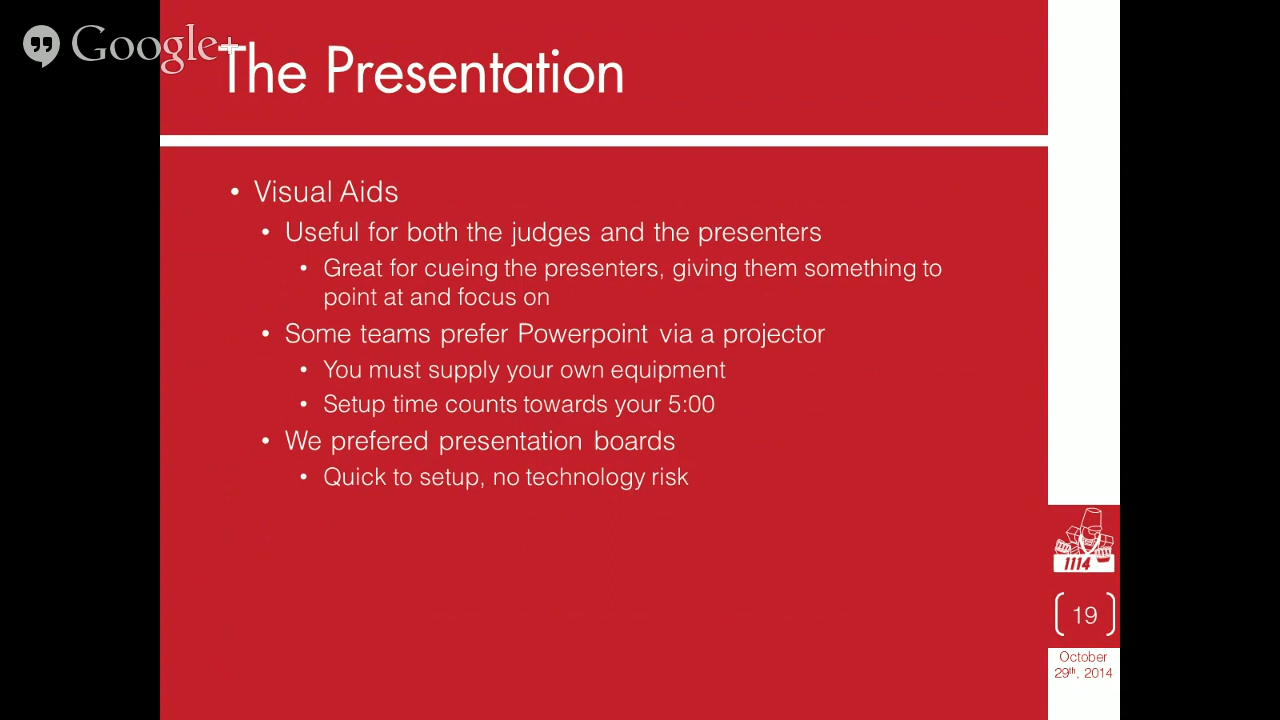 Google+
The Presentation
• Visual Aids
• Useful for both the judges and the presenters
• Great for cueing the presenters, giving them something to
point at and focus on
• Some teams prefer Powerpoint via a projector
• You must supply your own equipment
• Setup time counts towards your 5:00
• We prefered presentation boards
• Quick to setup, no technology risk
1114
19
October
29th, 2014